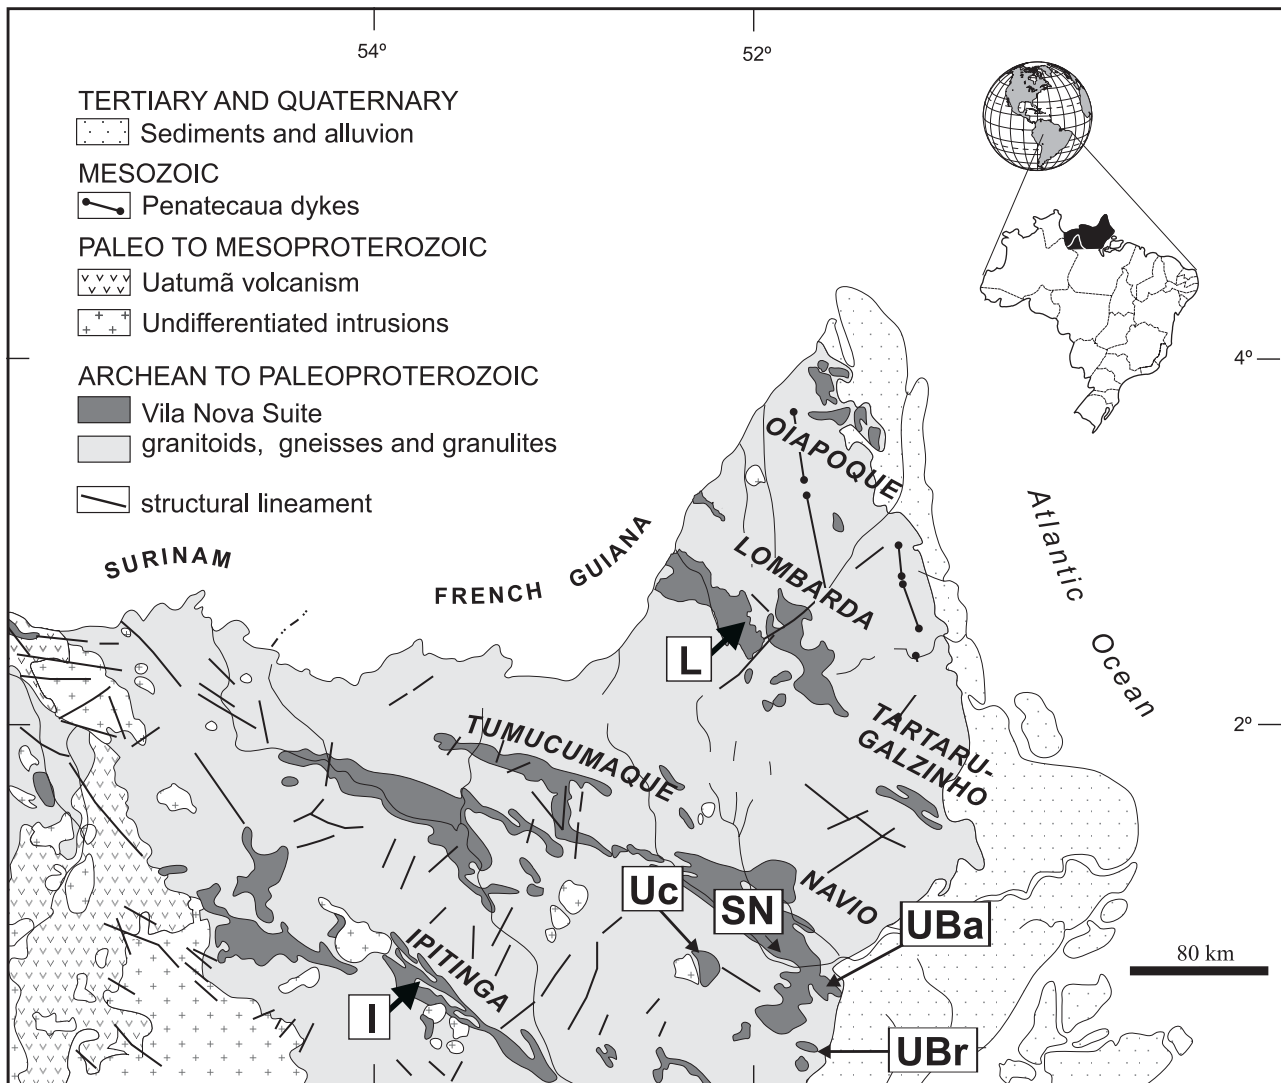 54º
52º
TERTIARY AND QUATERNARY
Sediments and alluvion
MESOZOIC
Penatecaua dykes
PALEO TO MESOPROTEROZOIC
Uatumã volcanism
Undifferentiated intrusions
4º
ARCHEAN TO PALEOPROTEROZOIC
Vila Nova Suite
granitoids, gneisses and granulites
structural lineament
OIAPOQUE
Atlantic
Ocean
SURINAM
FRENCH GUIANA
LOMBARDA
L
2º
TUMUCUMAQUE
TARTARU-
GALZINHO
NAVIO
Uc
SN
UBa
IPITINGA
80 km
I
UBr